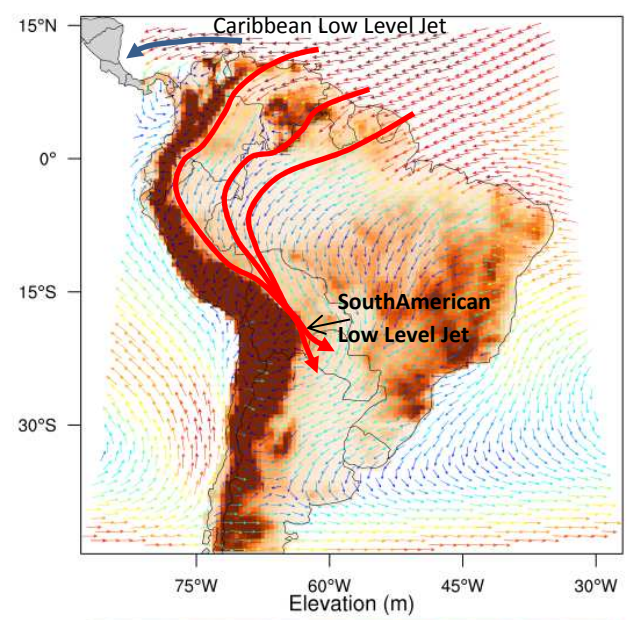 Caribbean Low Level Jet
15°N
0°
15°S
30°S
SouthAmerican
Low Level Jet
75°W
60°W
45°W
30°W
Elevation (m)